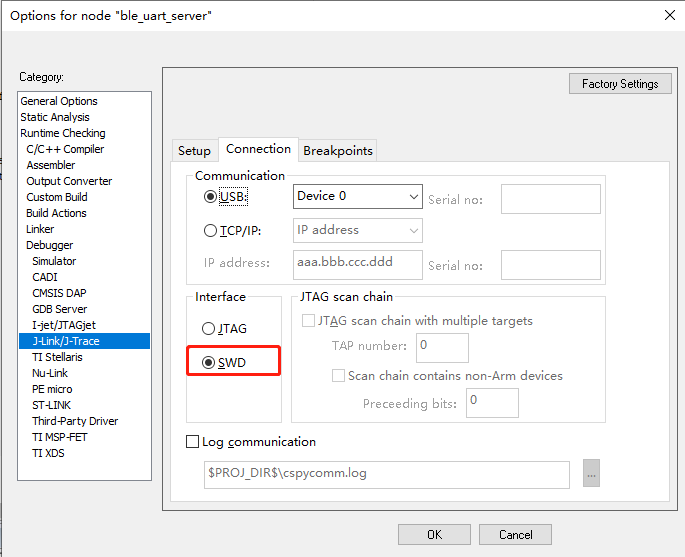 Options for node "ble_uart_server"
Category:
General Options
Static Analysis
Runtime Checking
C/C++ Compiler
Assembler
Output Converter
Custom Build
Build Actions
Linker
Debugger
Simulator
CADI
CMSIS DAP
GDB Server
I-jet/JTAGjet
J-Link/J-Trace
TI Stellaris
Nu-Link
PE micro
ST-LINK
Third-Party Driver
TI MSP-FET
TI XDS
Factory Settings
Setup Connection Breakpoints
Communication
USB: Device 0 Serial no:
TCP/IP: IP address
IP address: aaa.bbb.ccc.ddd Serial no:
Interface
JTAG
SWD
JTAG scan chain
JTAG scan chain with multiple targets
TAP number: 0
Scan chain contains non-Arm devices
Preceeding bits: 0
Log communication
$PROJ_DIR$\cspycomm.log ...
OK Cancel